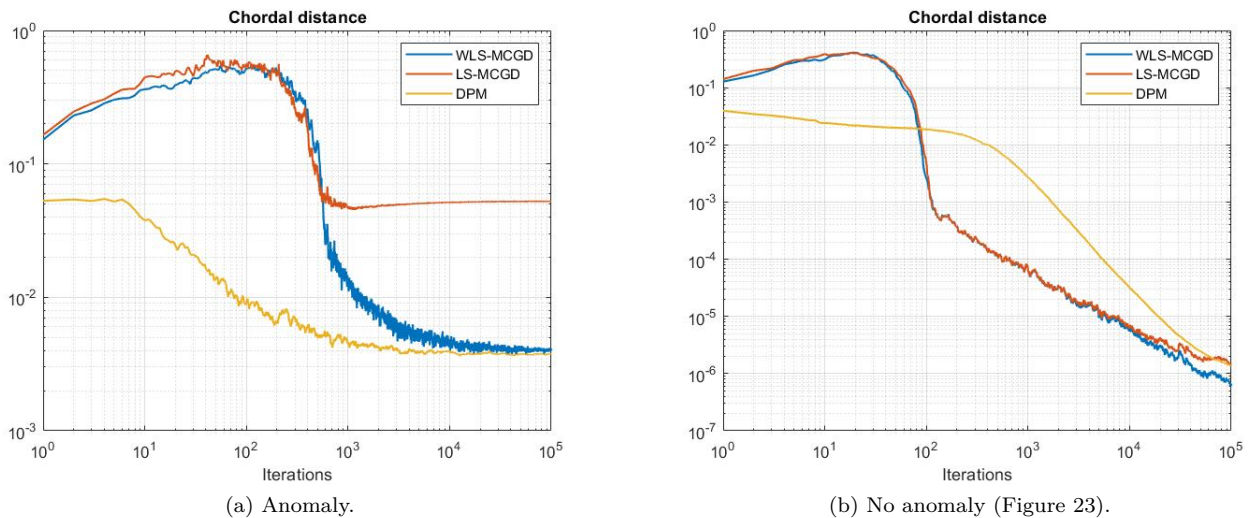 Chordal distance
10^0
10^-1
10^-2
10^-3
WLS-MCGD
LS-MCGD
DPM
10^0 10^1 10^2 10^3 10^4 10^5
Iterations
(a) Anomaly.
Chordal distance
10^0
10^-1
10^-2
10^-3
10^-4
10^-5
10^-6
10^-7
WLS-MCGD
LS-MCGD
DPM
10^0 10^1 10^2 10^3 10^4 10^5
Iterations
(b) No anomaly (Figure 23).